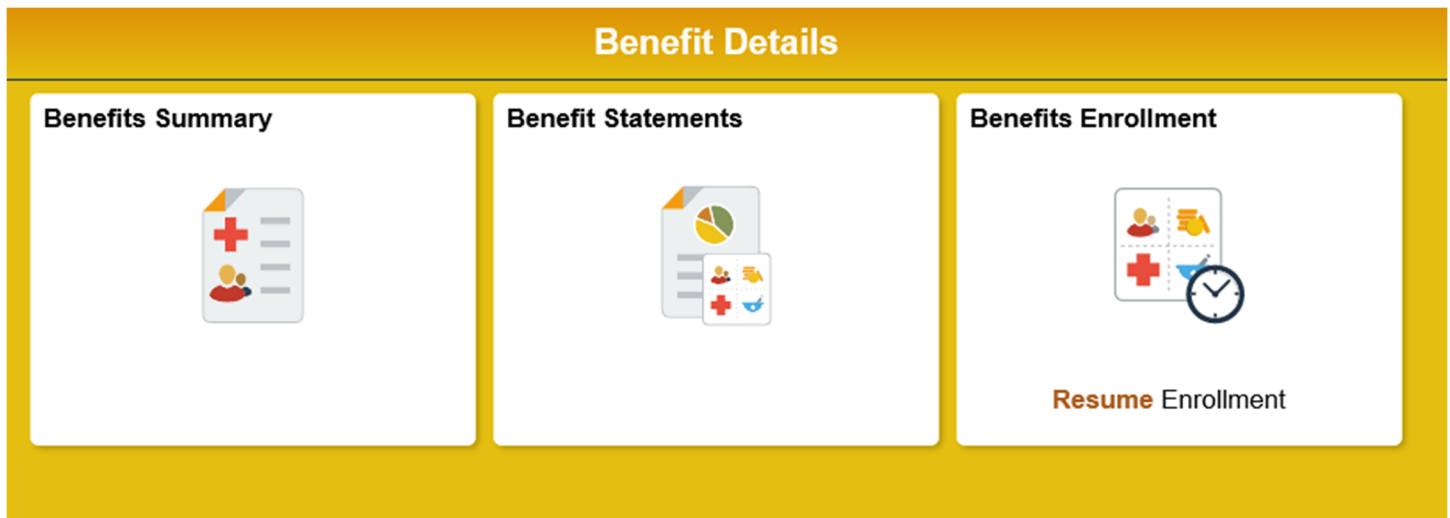 Benefit Details
Benefits Summary
Benefit Statements
Benefits Enrollment
Resume Enrollment